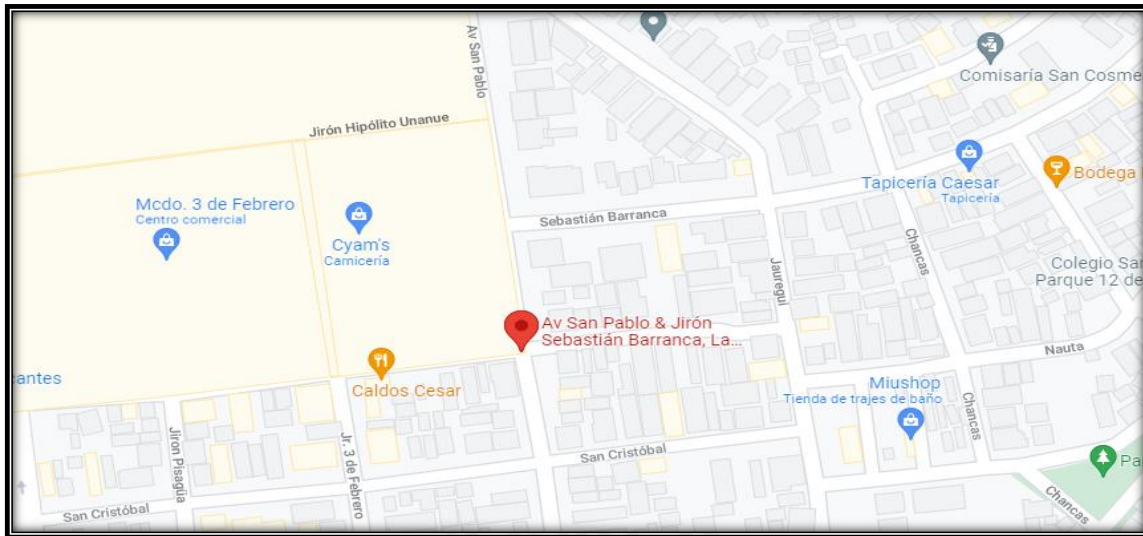 Av San Pablo
Comisaría San Cosme
Jirón Hipólito Unanue
Tapicería Caesar
Tapicería
Bodega
Mcdo. 3 de Febrero
Centro comercial
Cyam's
Carnicería
Sebastián Barranca
Jauregui
Chancas
Colegio Sa
Parque 12 de
Av San Pablo & Jirón
Sebastián Barranca, La...
Nauta
cantes
Caldos Cesar
Miushop
Tienda de trajes de baño
Chancas
Jiron Pisagüa
Jr. 3 de Febrero
San Cristóbal
Pa
San Cristóbal
Chancas